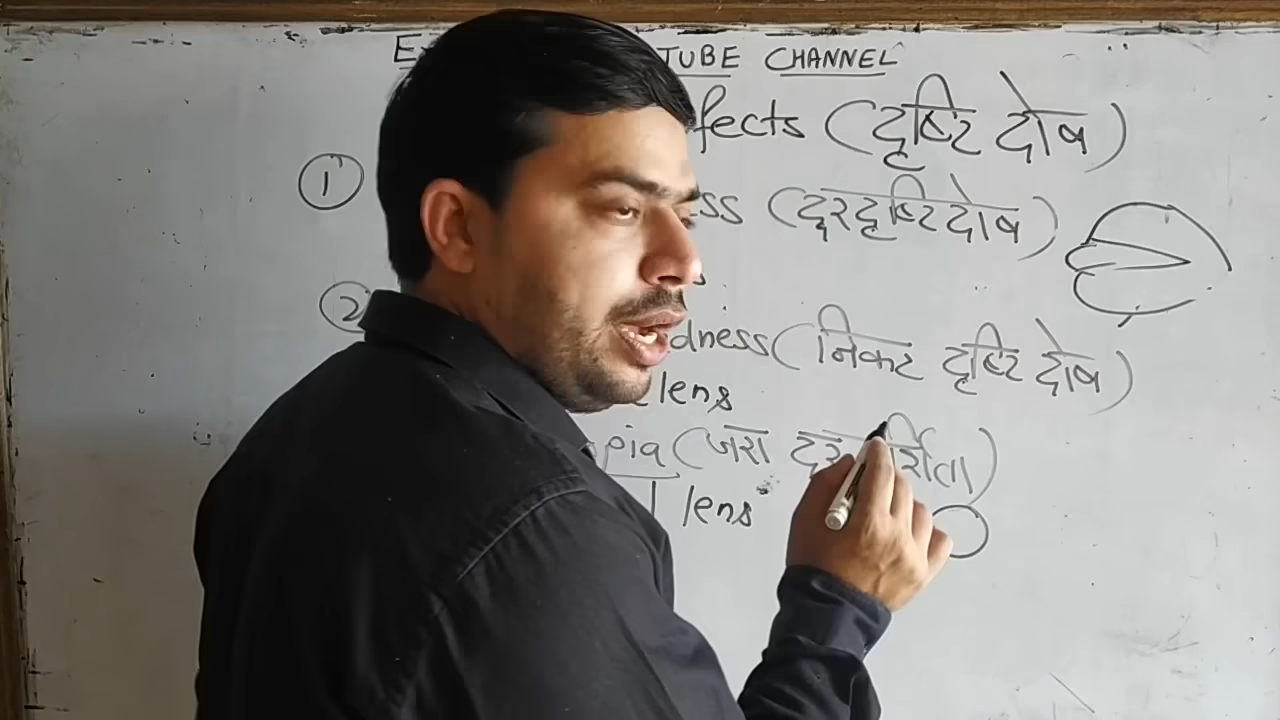 TUBE CHANNEL
fects (दृष्टि दोष)
1 ss (दूरदृष्टिदोष)
2 dness (निकट दृष्टि दोष)
lens
pia (जरा
l lens